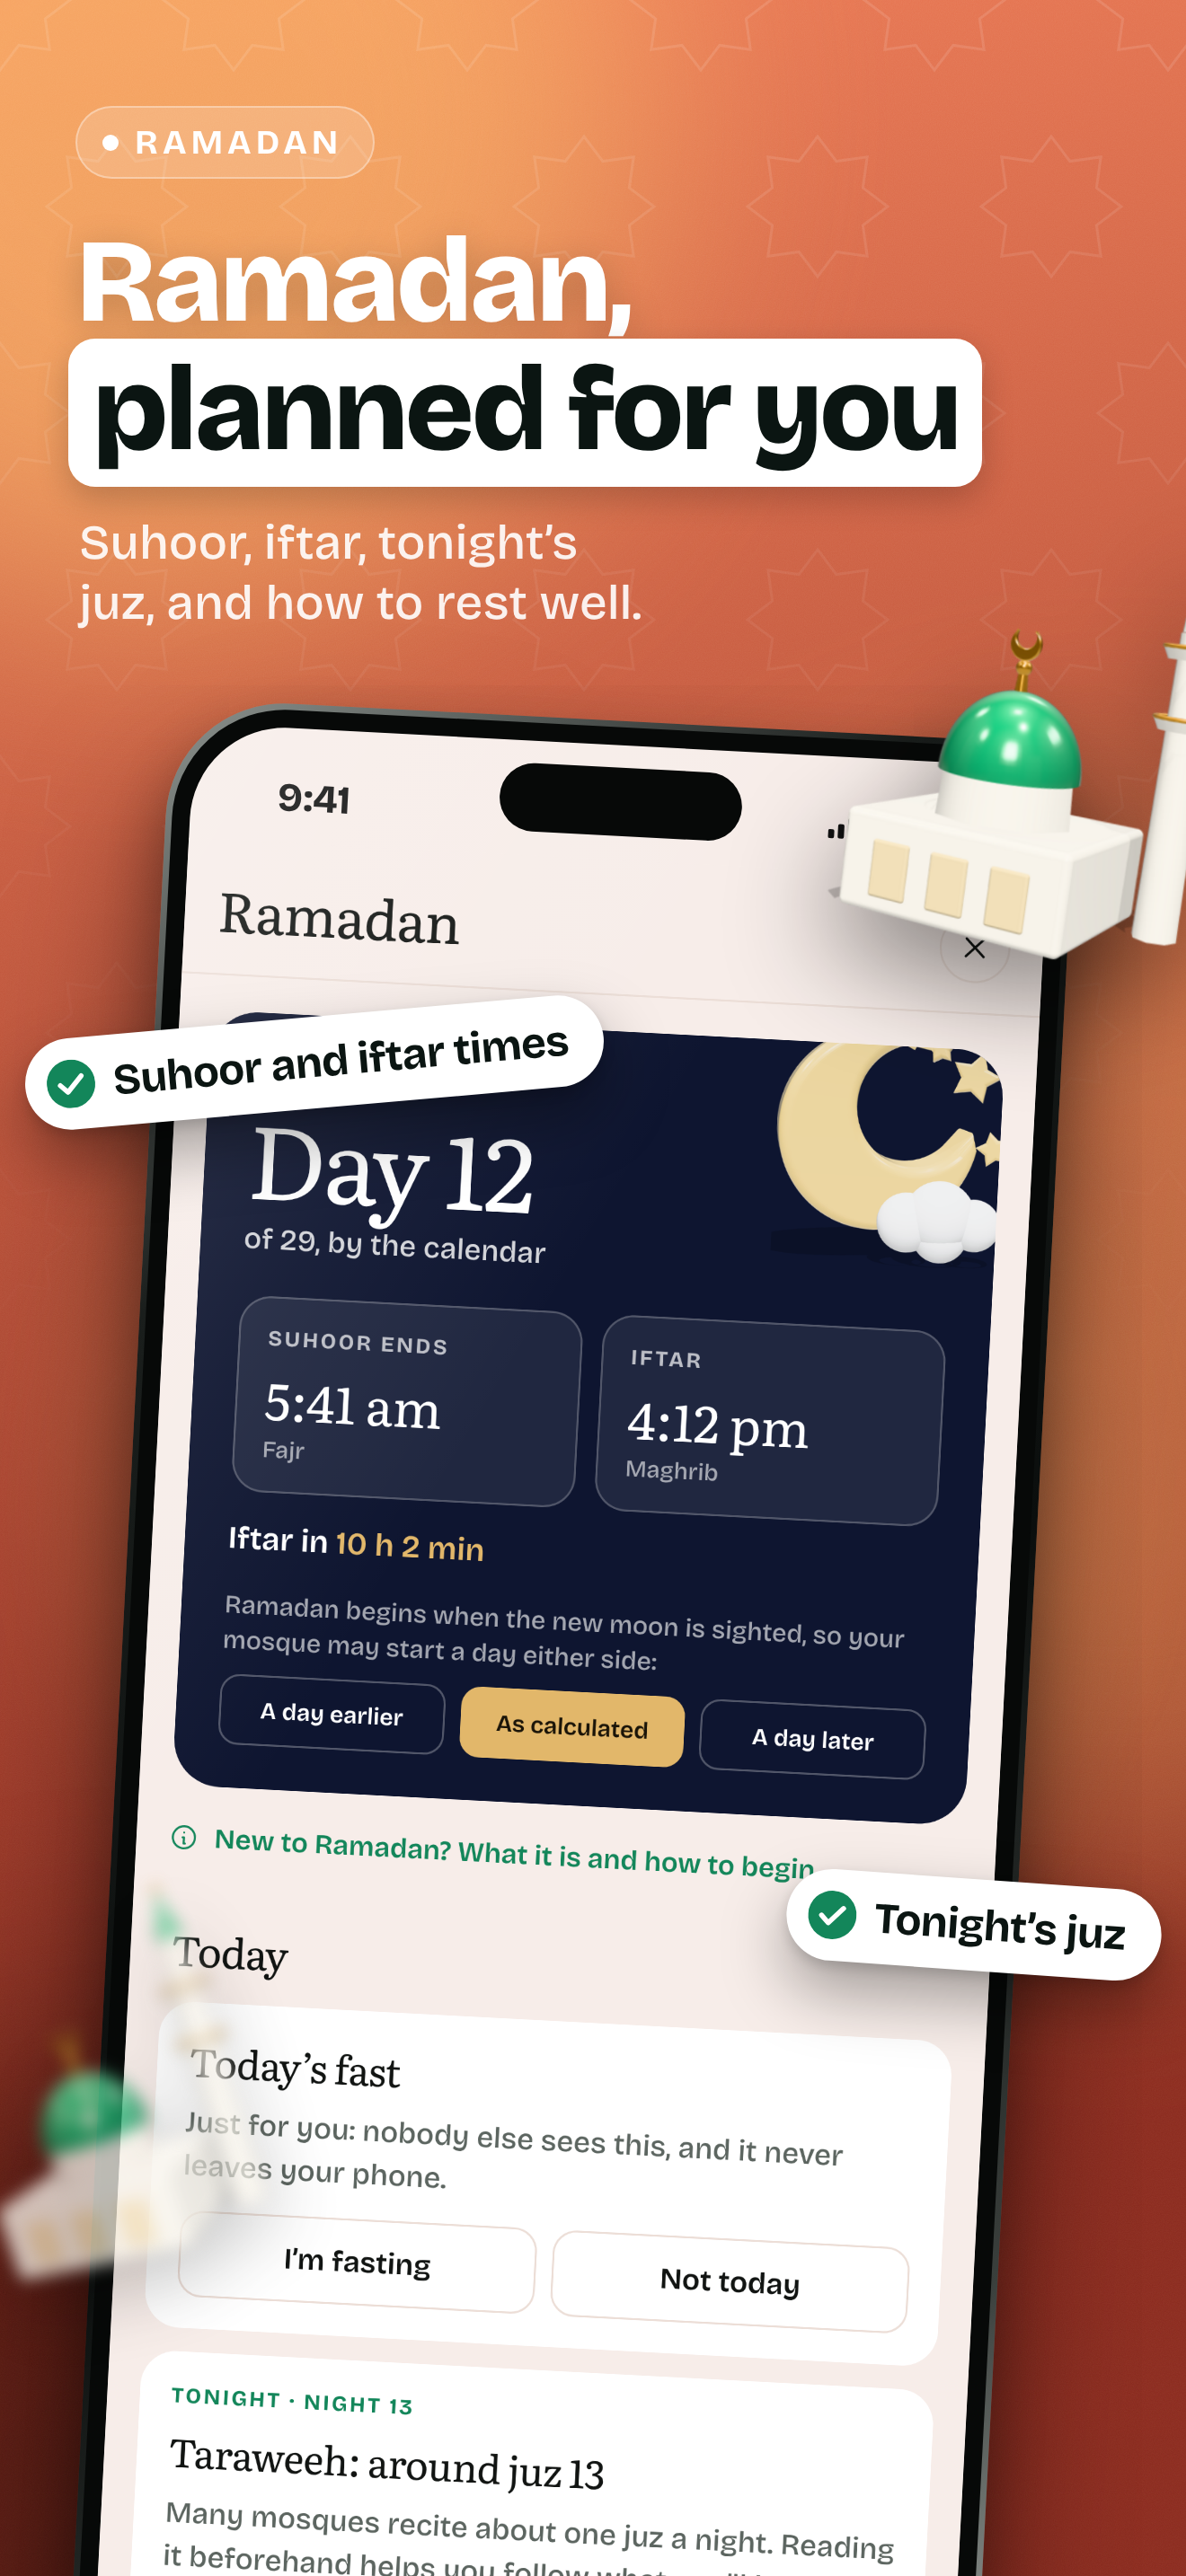 RAMADAN
Ramadan,
planned for you
Suhoor, iftar, tonight's
juz, and how to rest well.
9:41
Ramadan
Suhoor and iftar times
Day 12
of 29, by the calendar
SUHOOR ENDS
5:41 am
Fajr
IFTAR
4:12 pm
Maghrib
Iftar in 10 h 2 min
Ramadan begins when the new moon is sighted, so your
mosque may start a day either side:
A day earlier
As calculated
A day later
New to Ramadan? What it is and how to begin
Tonight's juz
Today
Today's fast
Just for you: nobody else sees this, and it never
leaves your phone.
I'm fasting
Not today
TONIGHT · NIGHT 13
Taraweeh: around juz 13
Many mosques recite about one juz a night. Reading
it beforehand helps you follow